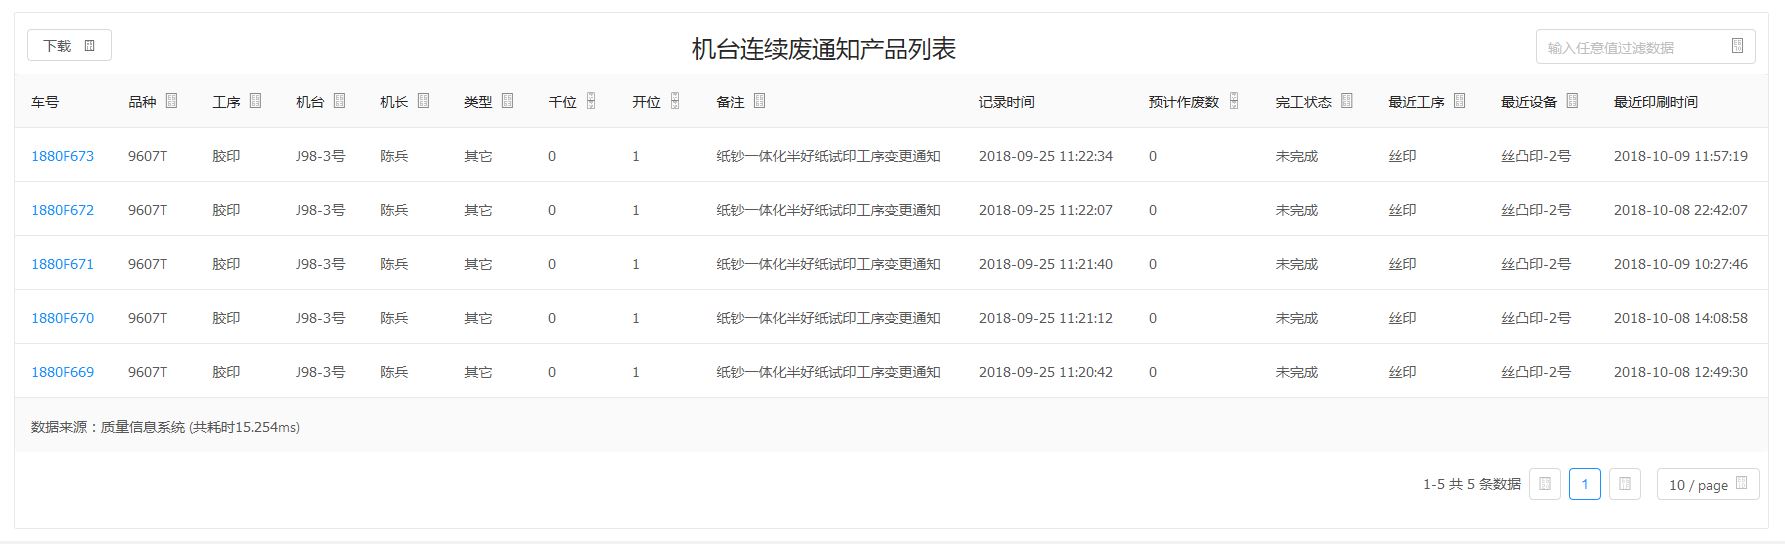 下载
机台连续废通知产品列表
输入任意值过滤数据
车号 品种 工序 机台 机长 类型 千位 开位 备注 记录时间 预计作废数 完工状态 最近工序 最近设备 最近印刷时间
1880F673 9607T 胶印 J98-3号 陈兵 其它 0 1 纸钞一体化半好纸试印工序变更通知 2018-09-25 11:22:34 0 未完成 丝印 丝凸印-2号 2018-10-09 11:57:19
1880F672 9607T 胶印 J98-3号 陈兵 其它 0 1 纸钞一体化半好纸试印工序变更通知 2018-09-25 11:22:07 0 未完成 丝印 丝凸印-2号 2018-10-08 22:42:07
1880F671 9607T 胶印 J98-3号 陈兵 其它 0 1 纸钞一体化半好纸试印工序变更通知 2018-09-25 11:21:40 0 未完成 丝印 丝凸印-2号 2018-10-09 10:27:46
1880F670 9607T 胶印 J98-3号 陈兵 其它 0 1 纸钞一体化半好纸试印工序变更通知 2018-09-25 11:21:12 0 未完成 丝印 丝凸印-2号 2018-10-08 14:08:58
1880F669 9607T 胶印 J98-3号 陈兵 其它 0 1 纸钞一体化半好纸试印工序变更通知 2018-09-25 11:20:42 0 未完成 丝印 丝凸印-2号 2018-10-08 12:49:30
数据来源：质量信息系统 (共耗时15.254ms)
1-5 共 5 条数据 1 10 / page